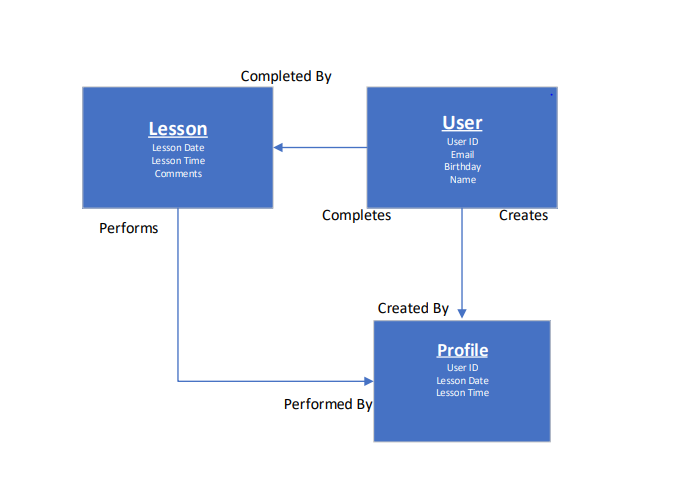 Completed By
Lesson
Lesson Date
Lesson Time
Comments
User
User ID
Email
Birthday
Name
Performs
Completes
Creates
Created By
Profile
User ID
Lesson Date
Lesson Time
Performed By